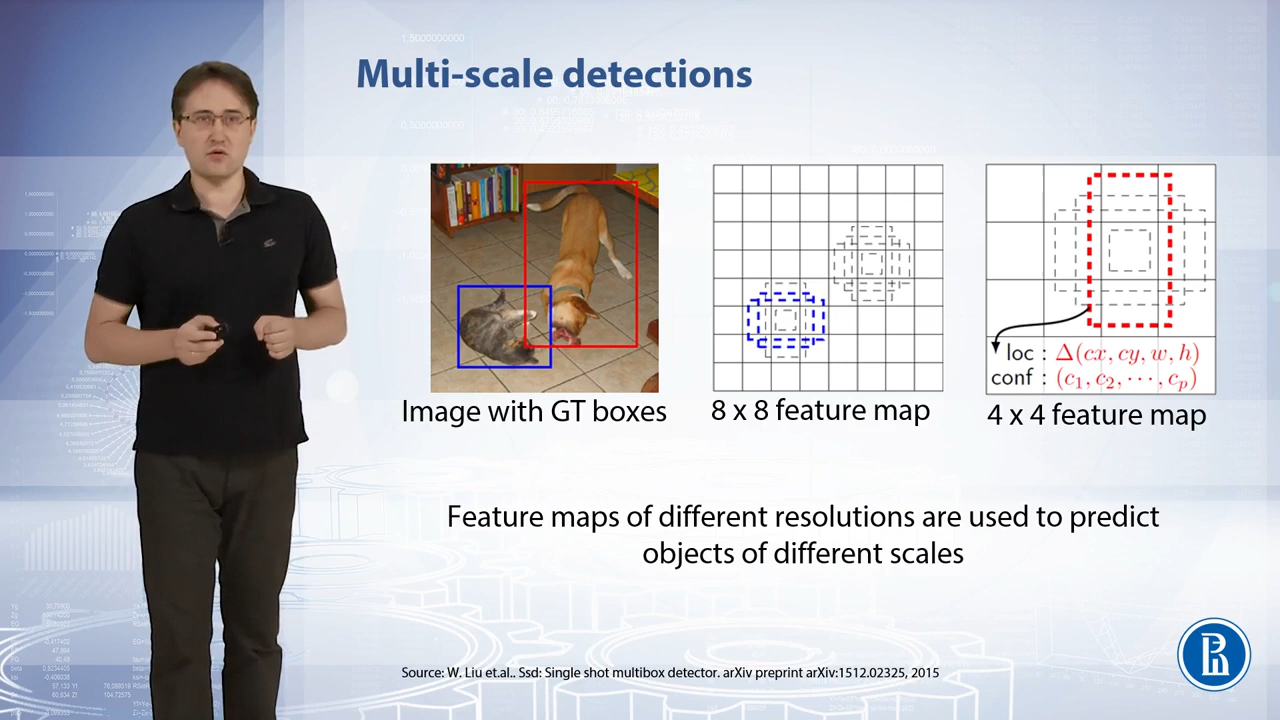 Multi-scale detections
Image with GT boxes
8 x 8 feature map
loc : Δ(cx, cy, w, h)
conf : (c₁, c₂, ⋯, cₚ)
4 x 4 feature map
Feature maps of different resolutions are used to predict
objects of different scales
Source: W. Liu et.al.. Ssd: Single shot multibox detector. arXiv preprint arXiv:1512.02325, 2015